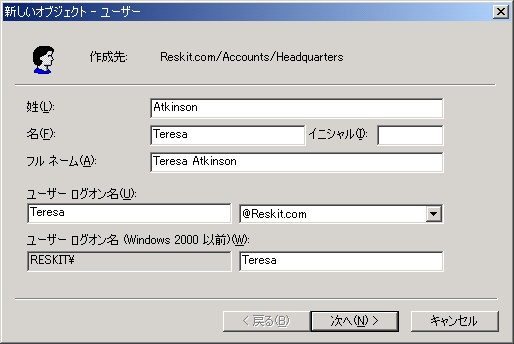 新しいオブジェクト - ユーザー
作成先: Reskit.com/Accounts/Headquarters
姓(L): Atkinson
名(F): Teresa イニシャル(I):
フル ネーム(A): Teresa Atkinson
ユーザー ログオン名(U):
Teresa @Reskit.com
ユーザー ログオン名 (Windows 2000 以前)(W):
RESKIT¥ Teresa
< 戻る(B) 次へ(N) > キャンセル